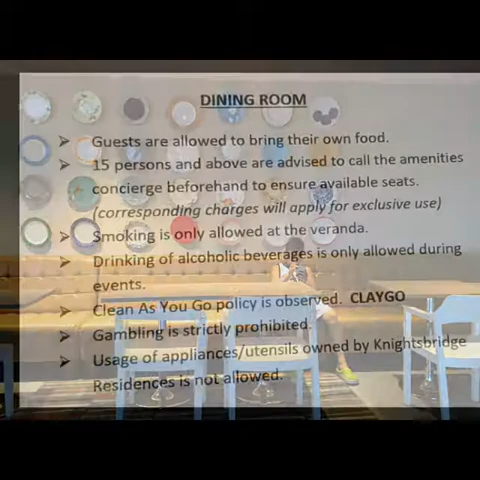 DINING ROOM
➤ Guests are allowed to bring their own food.
➤ 15 persons and above are advised to call the amenities
concierge beforehand to ensure available seats.
(corresponding charges will apply for exclusive use)
➤ Smoking is only allowed at the veranda.
➤ Drinking of alcoholic beverages is only allowed during
events.
➤ Clean As You Go policy is observed. CLAYGO
➤ Gambling is strictly prohibited.
➤ Usage of appliances/utensils owned by Knightsbridge
Residences is not allowed.